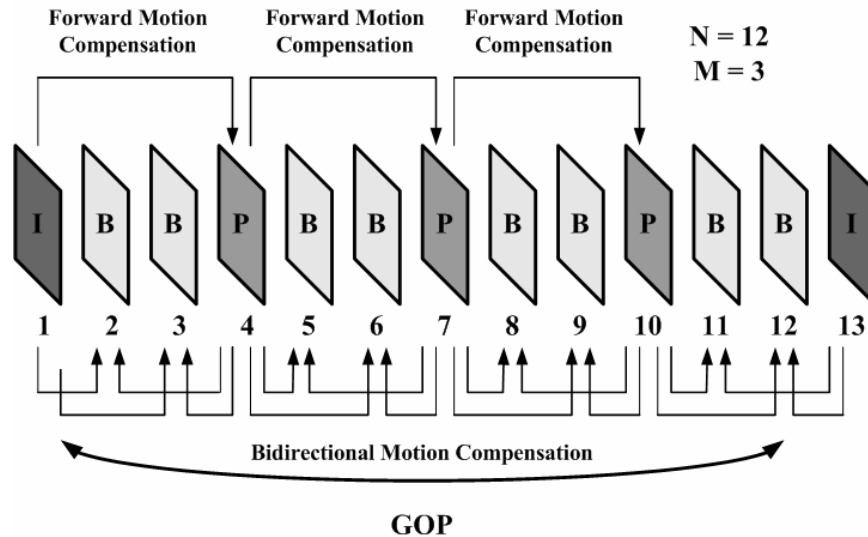 Forward Motion
Compensation
Forward Motion
Compensation
Forward Motion
Compensation
N = 12
M = 3
I B B P B B P B B P B B I
1 2 3 4 5 6 7 8 9 10 11 12 13
Bidirectional Motion Compensation
GOP